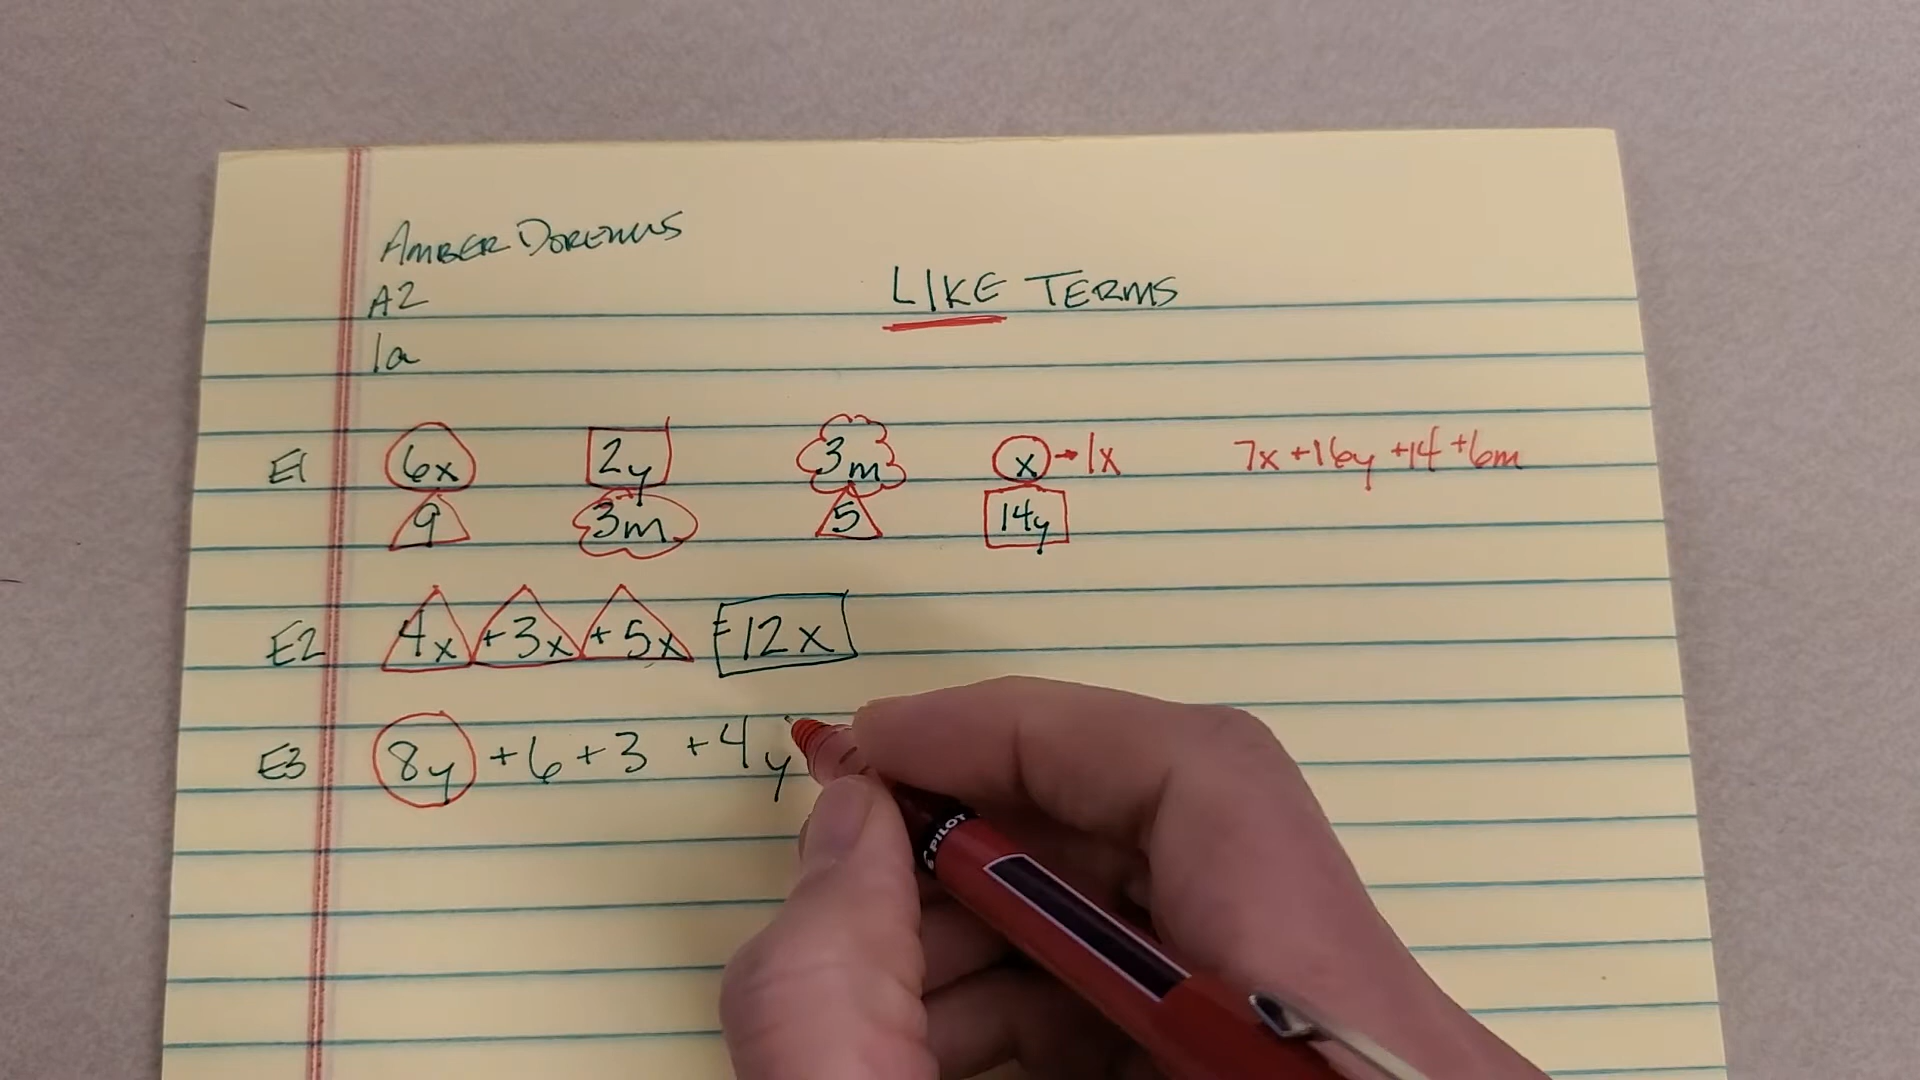 AMBER DOREMUS
A2
LIKE TERMS
1a
E1 6x 2y 3m x → 1x 7x + 16y + 14 + 6m
9 3m 5 14y
E2 4x + 3x + 5x = 12x
E3 8y + 6 + 3 + 4y
PILOT